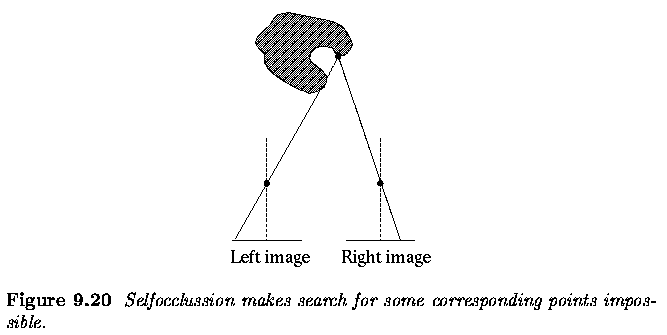 Left image Right image
Figure 9.20 Selfocclussion makes search for some corresponding points impos-
sible.